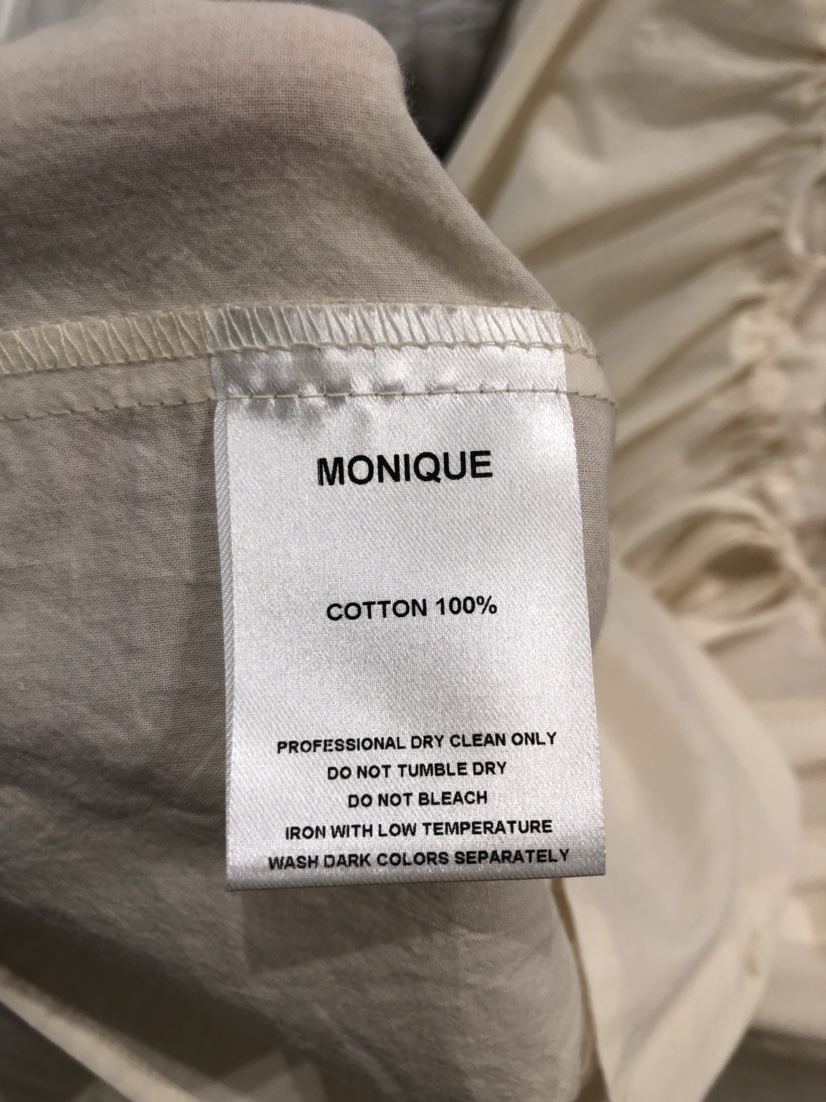 MONIQUE
COTTON 100%
PROFESSIONAL DRY CLEAN ONLY
DO NOT TUMBLE DRY
DO NOT BLEACH
IRON WITH LOW TEMPERATURE
WASH DARK COLORS SEPARATELY